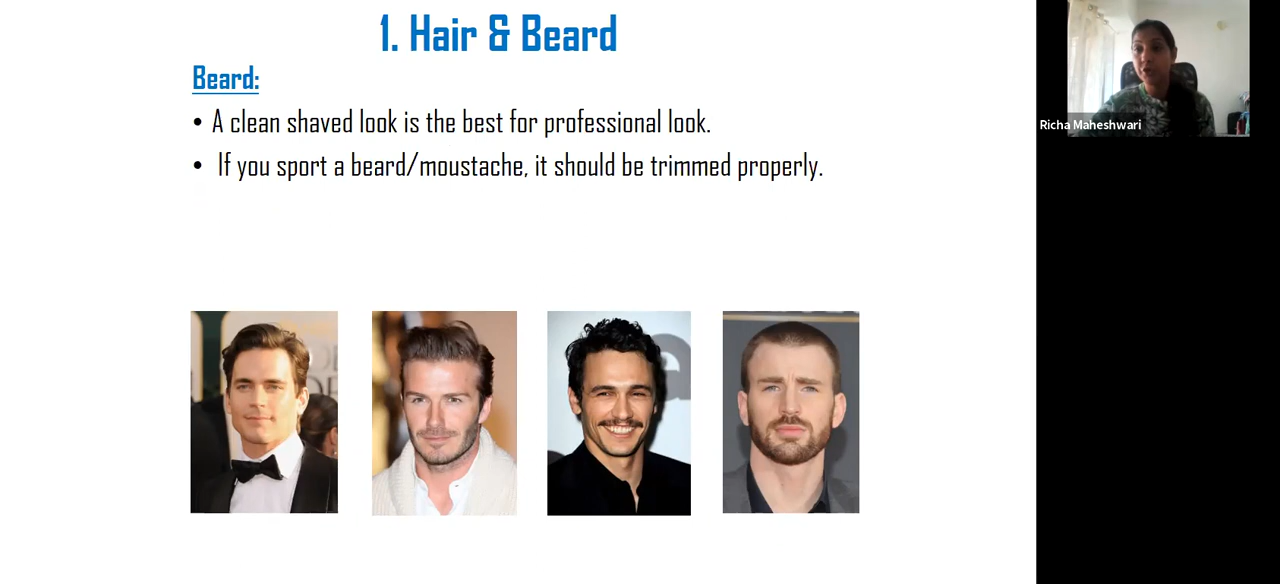 1. Hair & Beard
Beard:
• A clean shaved look is the best for professional look.
• If you sport a beard/moustache, it should be trimmed properly.
Richa Maheshwari